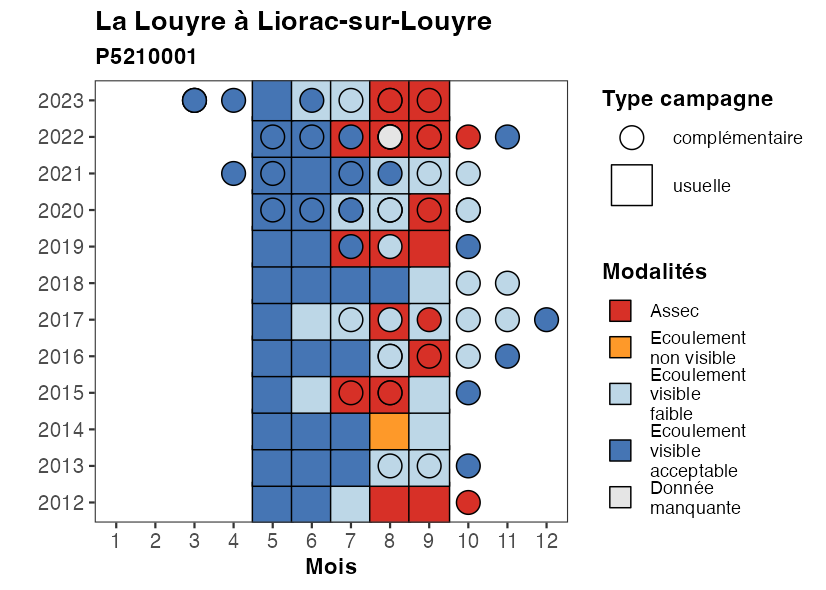 La Louyre à Liorac-sur-Louyre
P5210001
2023
2022
2021
2020
2019
2018
2017
2016
2015
2014
2013
2012
1 2 3 4 5 6 7 8 9 10 11 12
Mois
Type campagne
complémentaire
usuelle
Modalités
Assec
Ecoulement
non visible
Ecoulement
visible
faible
Ecoulement
visible
acceptable
Donnée
manquante